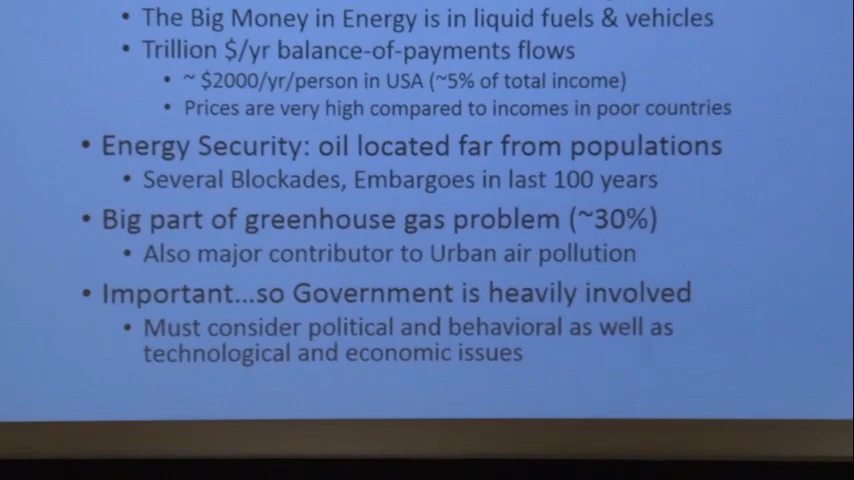 • The Big Money in Energy is in liquid fuels & vehicles
• Trillion $/yr balance-of-payments flows
• ~ $2000/yr/person in USA (~5% of total income)
• Prices are very high compared to incomes in poor countries
• Energy Security: oil located far from populations
• Several Blockades, Embargoes in last 100 years
• Big part of greenhouse gas problem (~30%)
• Also major contributor to Urban air pollution
• Important...so Government is heavily involved
• Must consider political and behavioral as well as
technological and economic issues